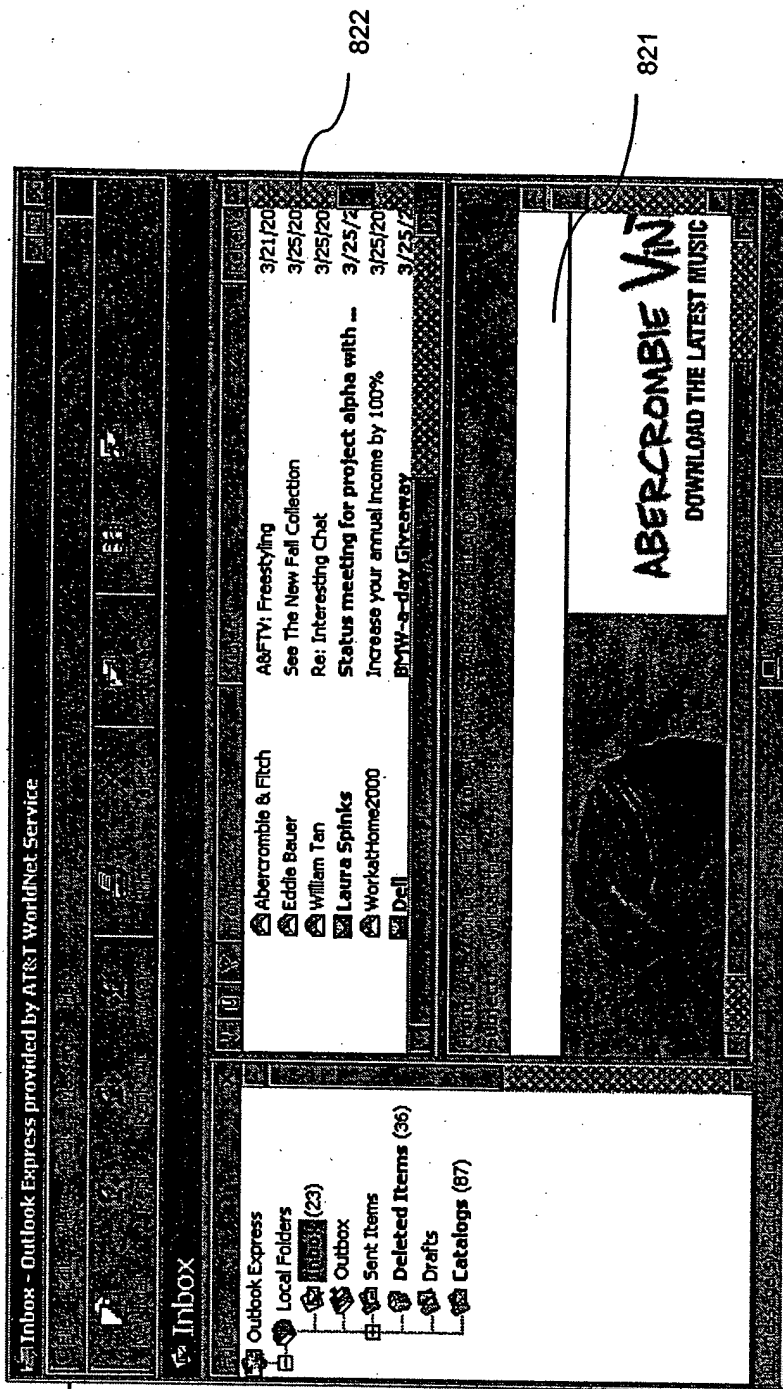 Inbox - Outlook Express provided by AT&T WorldNet Service
Inbox
Outlook Express
Local Folders
Inbox (23)
Outbox
Sent Items
Deleted Items (36)
Drafts
Catalogs (87)
Abercrombie & Fitch A&FTV: Freestyling 3/21/20
Eddie Bauer See The New Fall Collection 3/25/20
William Tan Re: Interesting Chat 3/25/20
Laura Spinks Status meeting for project alpha with ... 3/25/2
WorkatHome2000 Increase your annual income by 100% 3/25/20
Dell BMW-a-day Giveaway 3/25/2
ABERCROMBIE VINT
DOWNLOAD THE LATEST MUSIC
822
821